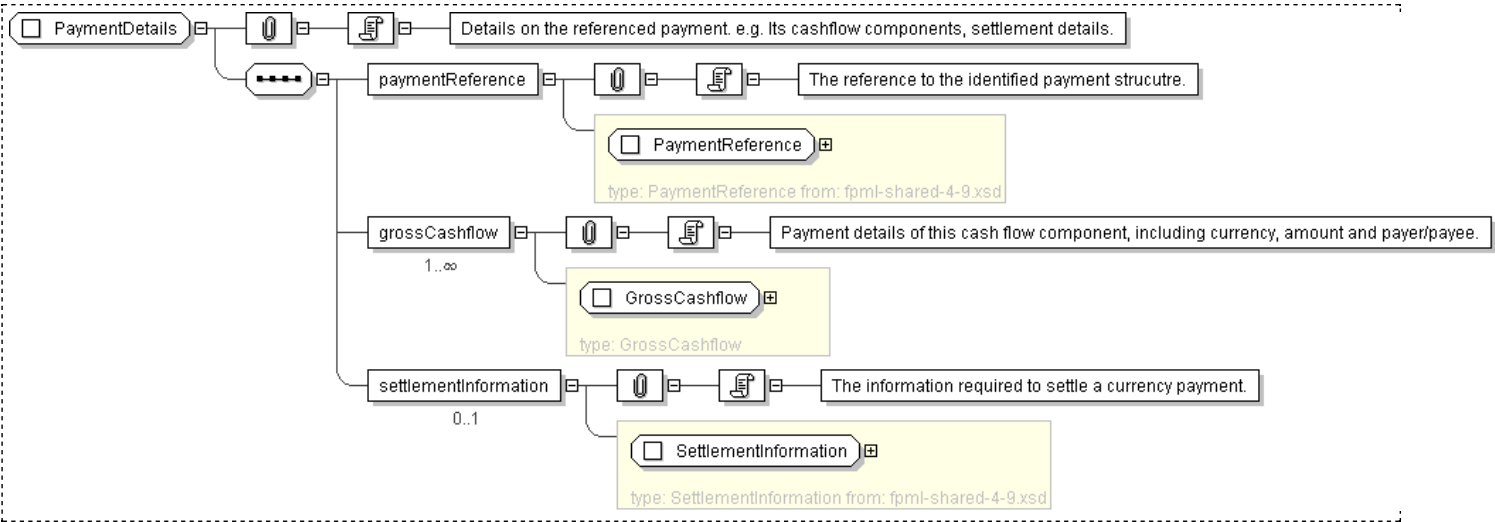 PaymentDetails
Details on the referenced payment. e.g. Its cashflow components, settlement details.
paymentReference
The reference to the identified payment strucutre.
PaymentReference
type: PaymentReference from: fpml-shared-4-9.xsd
grossCashflow
Payment details of this cash flow component, including currency, amount and payer/payee.
1..∞
GrossCashflow
type: GrossCashflow
settlementInformation
The information required to settle a currency payment.
0..1
SettlementInformation
type: SettlementInformation from: fpml-shared-4-9.xsd